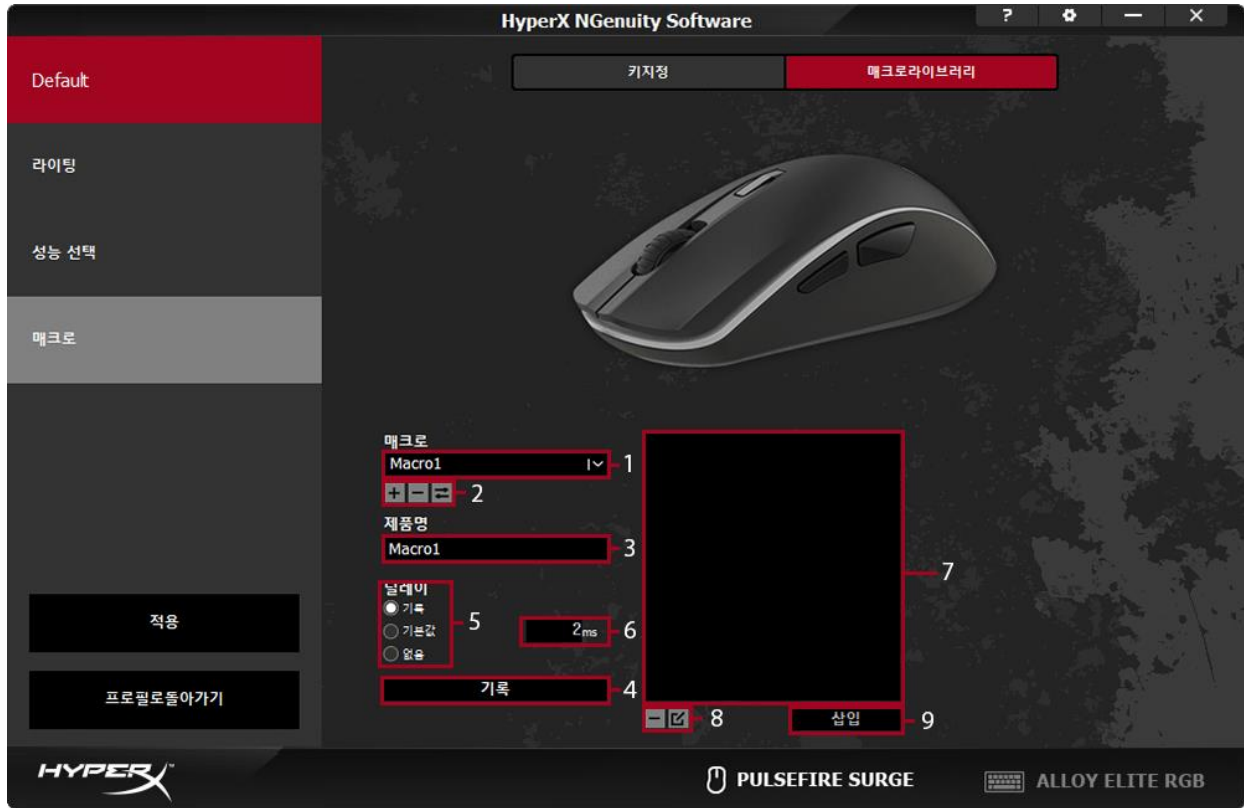 HyperX NGenuity Software
Default
키지정 매크로라이브러리
라이팅
성능 선택
매크로
매크로
Macro1 1
2
제품명
Macro1 3
딜레이
기록
기본값
없음
5
2ms 6
기록 4
7
8
삽입 9
적용
프로필로돌아가기
HYPERX™
PULSEFIRE SURGE ALLOY ELITE RGB